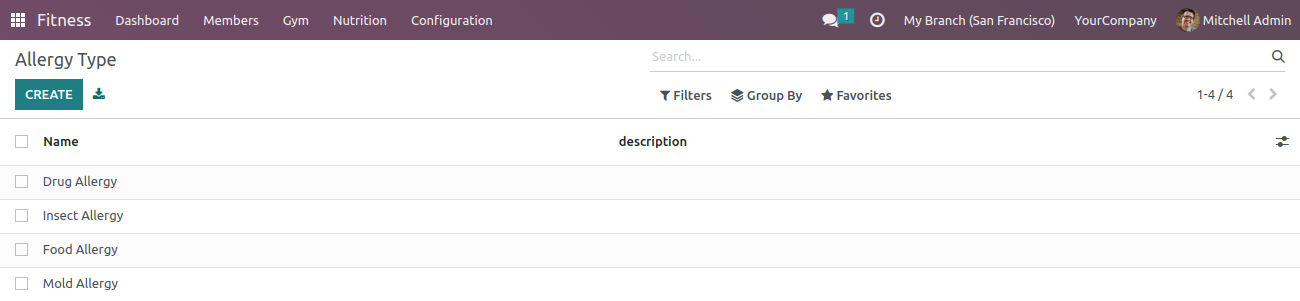 Fitness Dashboard Members Gym Nutrition Configuration 1 My Branch (San Francisco) YourCompany Mitchell Admin
Allergy Type Search...
CREATE Filters Group By Favorites 1-4 / 4
Name description
Drug Allergy
Insect Allergy
Food Allergy
Mold Allergy